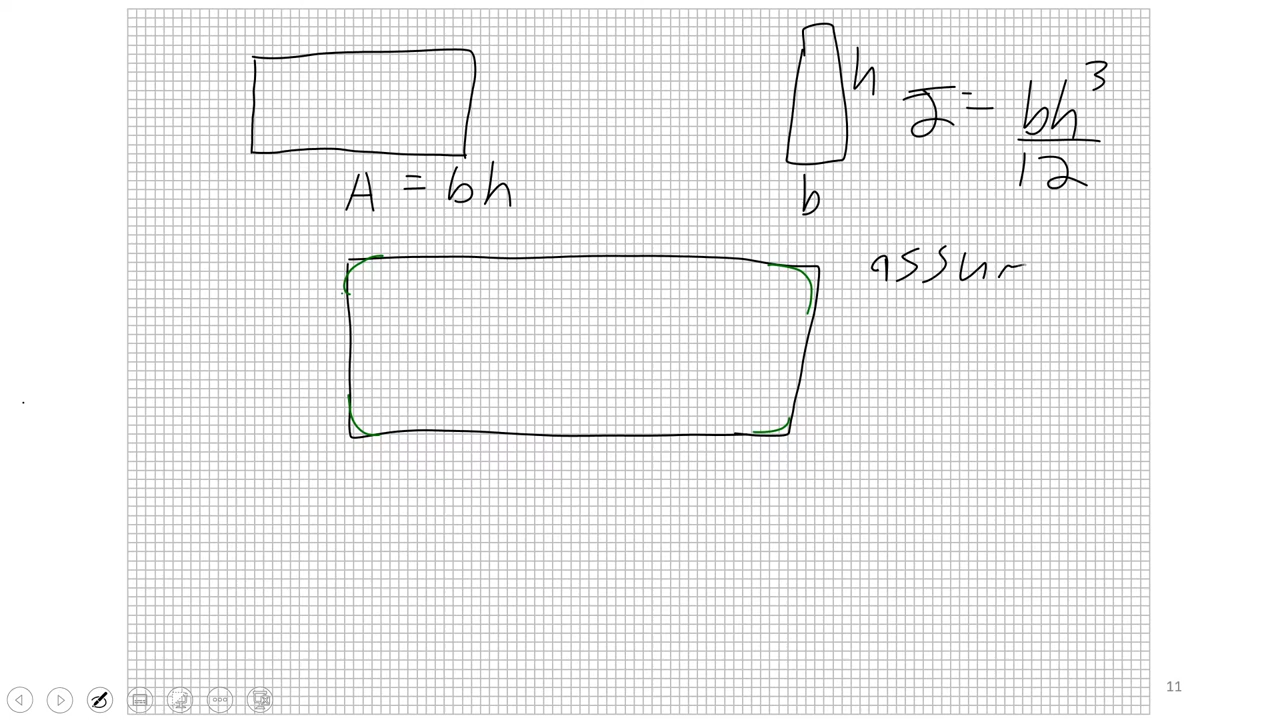 h
I = bh³/12
A = bh
b
assum
11